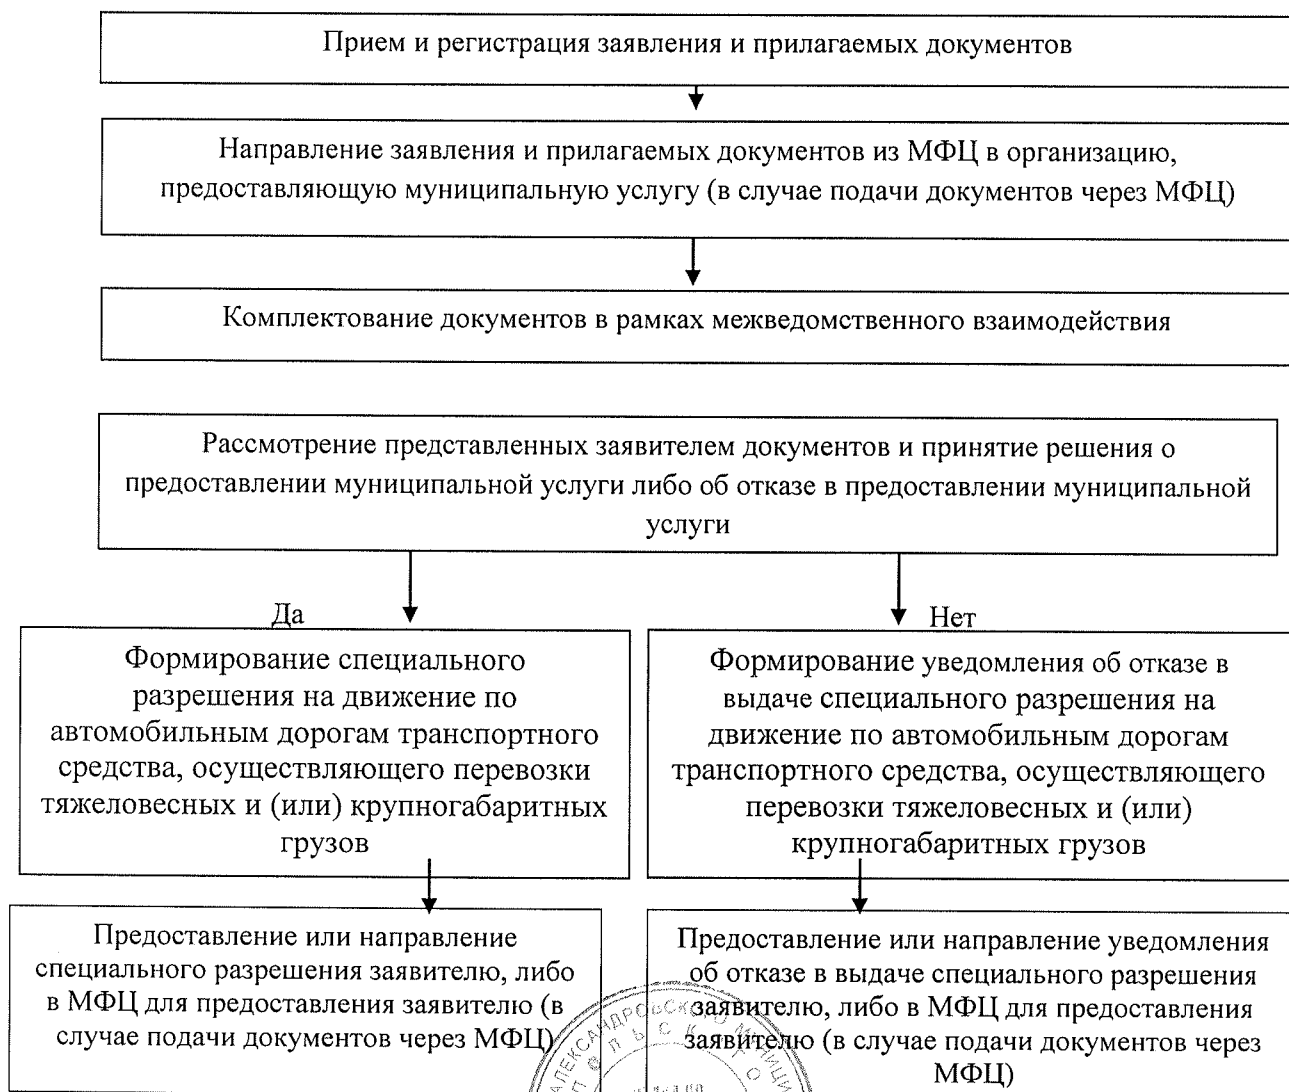 Прием и регистрация заявления и прилагаемых документов
Направление заявления и прилагаемых документов из МФЦ в организацию,
предоставляющую муниципальную услугу (в случае подачи документов через МФЦ)
Комплектование документов в рамках межведомственного взаимодействия
Рассмотрение представленных заявителем документов и принятие решения о
предоставлении муниципальной услуги либо об отказе в предоставлении муниципальной
услуги
Да
Нет
Формирование специального
разрешения на движение по
автомобильным дорогам транспортного
средства, осуществляющего перевозки
тяжеловесных и (или) крупногабаритных
грузов
Формирование уведомления об отказе в
выдаче специального разрешения на
движение по автомобильным дорогам
транспортного средства, осуществляющего
перевозки тяжеловесных и (или)
крупногабаритных грузов
Предоставление или направление
специального разрешения заявителю, либо
в МФЦ для предоставления заявителю (в
случае подачи документов через МФЦ)
Предоставление или направление уведомления
об отказе в выдаче специального разрешения
заявителю, либо в МФЦ для предоставления
заявителю (в случае подачи документов через
МФЦ)